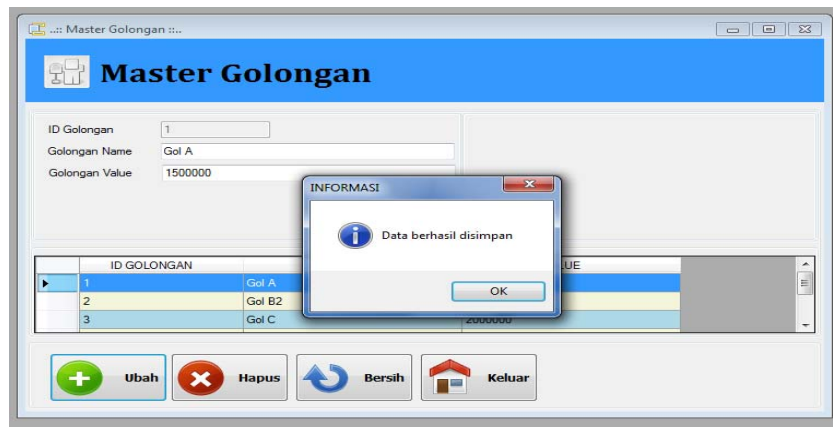 ..:: Master Golongan ::..
Master Golongan
ID Golongan 1
Golongan Name Gol A
Golongan Value 1500000
INFORMASI
Data berhasil disimpan
OK
ID GOLONGAN
1 Gol A
2 Gol B2
3 Gol C 2000000
Ubah Hapus Bersih Keluar